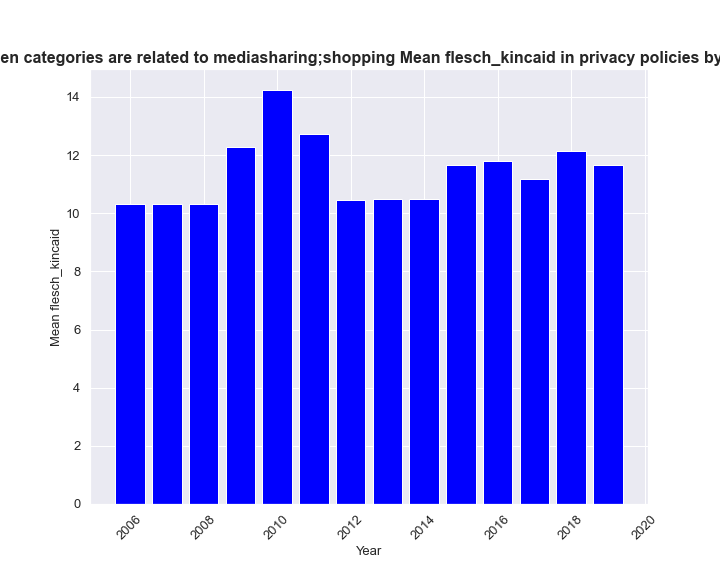 en categories are related to mediasharing;shopping Mean flesch_kincaid in privacy policies by
14
12
10
8
6
4
2
0
Mean flesch_kincaid
2006 2008 2010 2012 2014 2016 2018 2020
Year